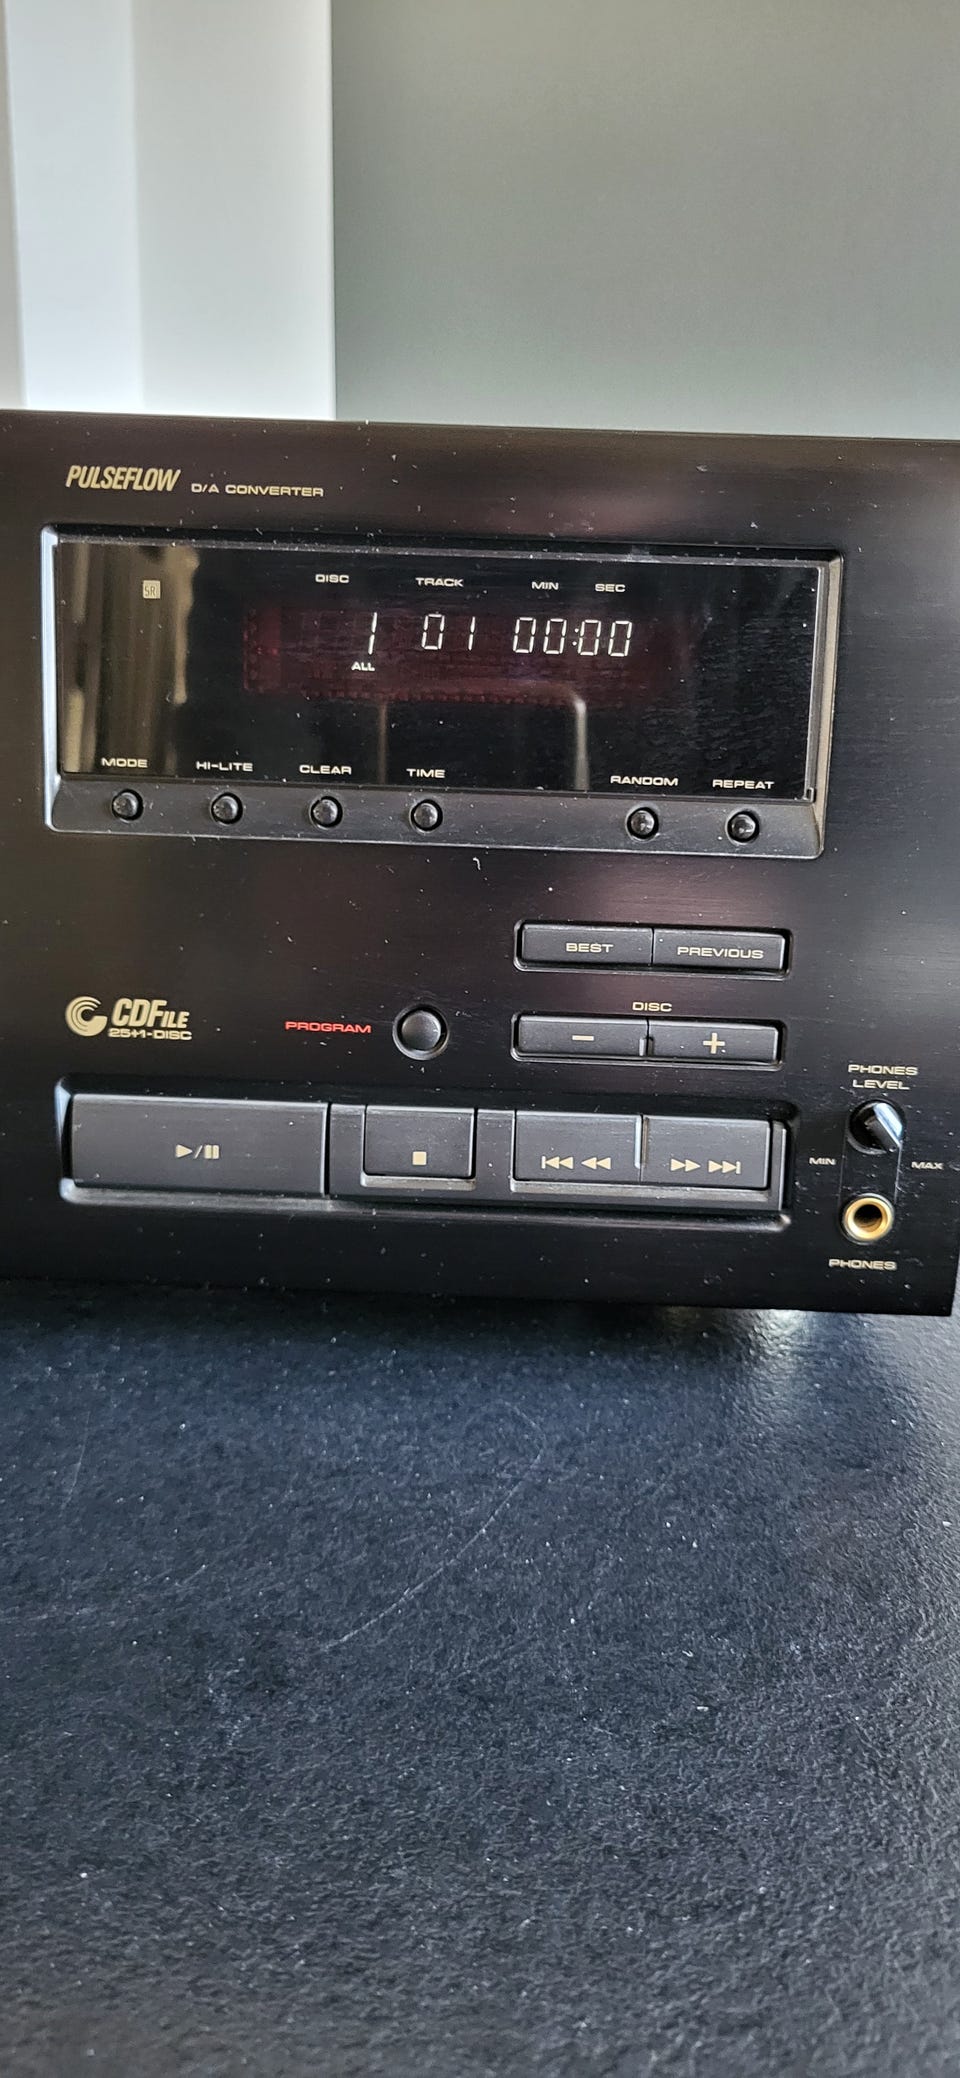 PULSEFLOW D/A CONVERTER
SR
DISC TRACK MIN SEC
1 01 00:00
ALL
MODE HI-LITE CLEAR TIME RANDOM REPEAT
BEST PREVIOUS
CDFILE
25+1-DISC
PROGRAM
DISC
- +
PHONES
LEVEL
MIN MAX
PHONES